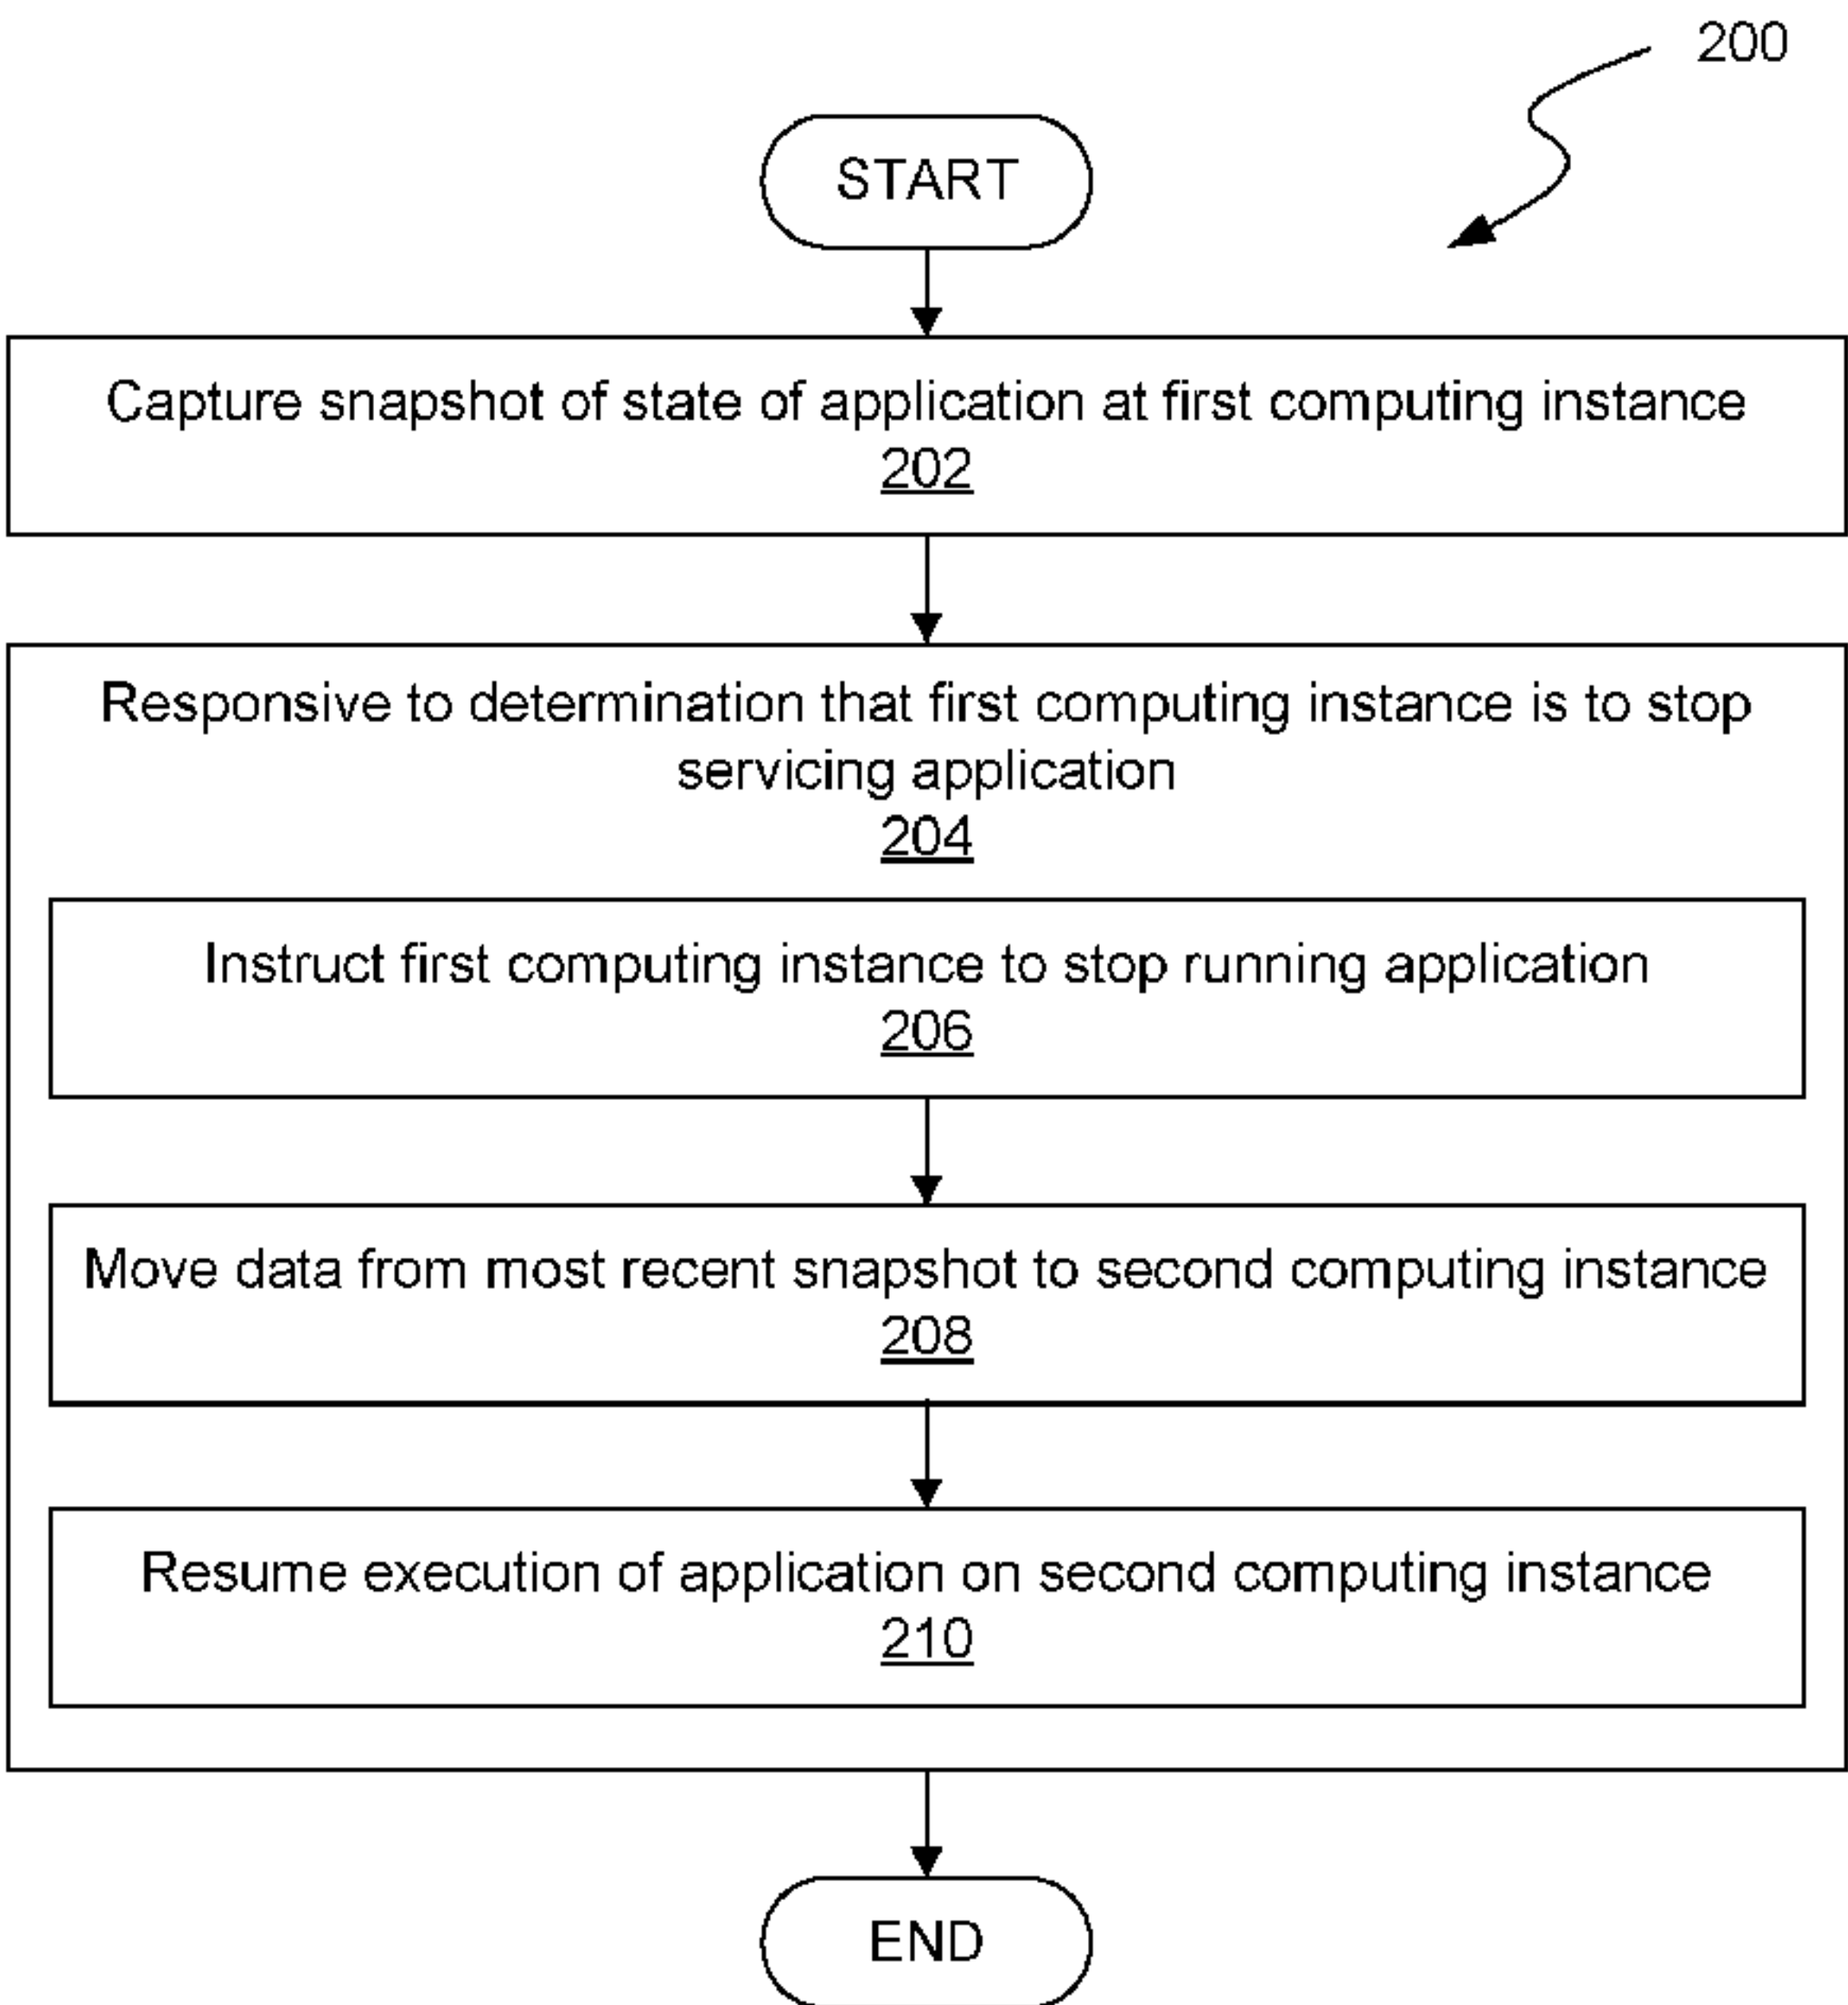 200
START
Capture snapshot of state of application at first computing instance
202
Responsive to determination that first computing instance is to stop
servicing application
204
Instruct first computing instance to stop running application
206
Move data from most recent snapshot to second computing instance
208
Resume execution of application on second computing instance
210
END